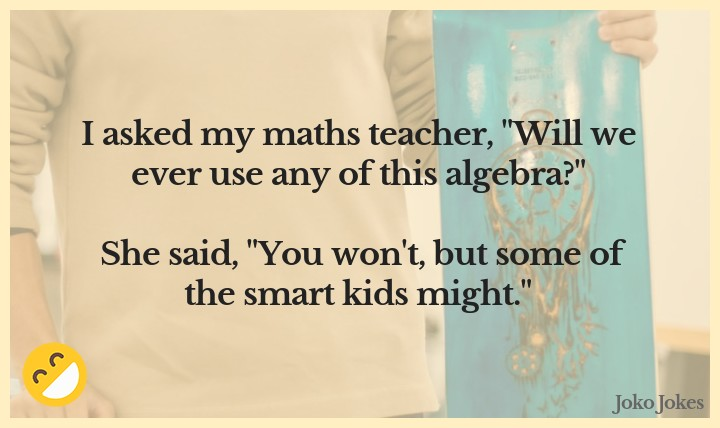 I asked my maths teacher, "Will we
ever use any of this algebra?"
She said, "You won't, but some of
the smart kids might."
Joko Jokes